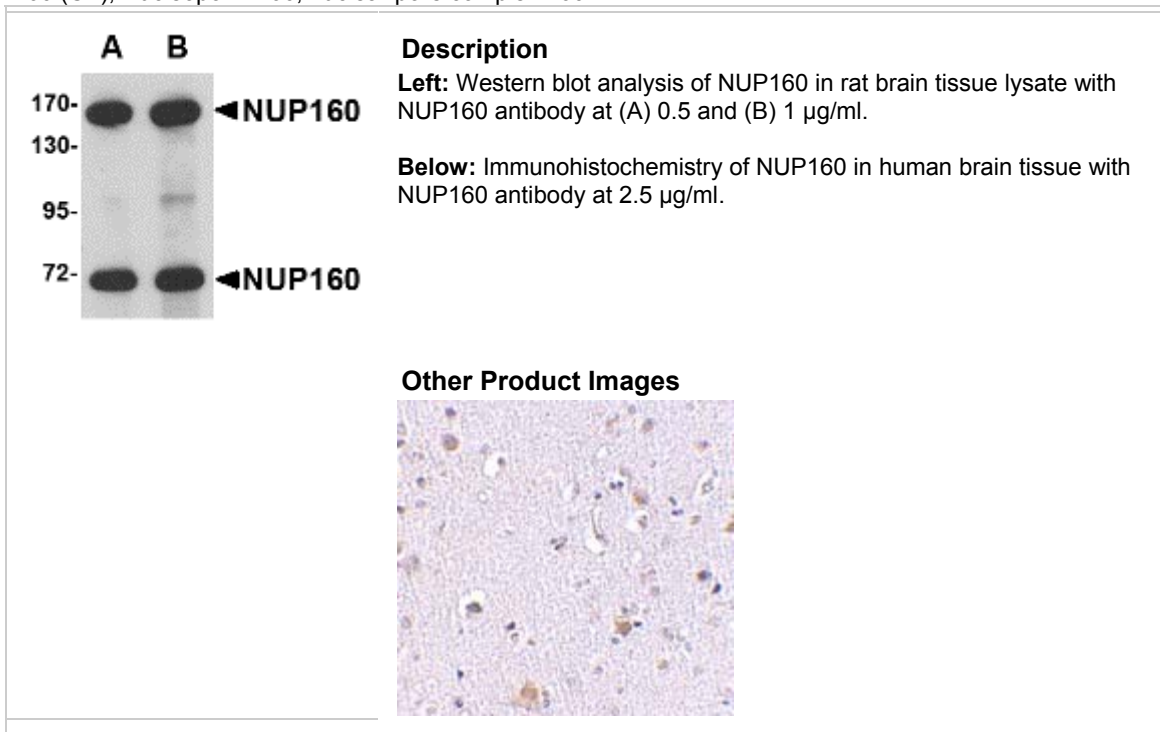 A B
170-
130-
95-
72-
◄NUP160
◄NUP160
Description
Left: Western blot analysis of NUP160 in rat brain tissue lysate with
NUP160 antibody at (A) 0.5 and (B) 1 µg/ml.
Below: Immunohistochemistry of NUP160 in human brain tissue with
NUP160 antibody at 2.5 µg/ml.
Other Product Images